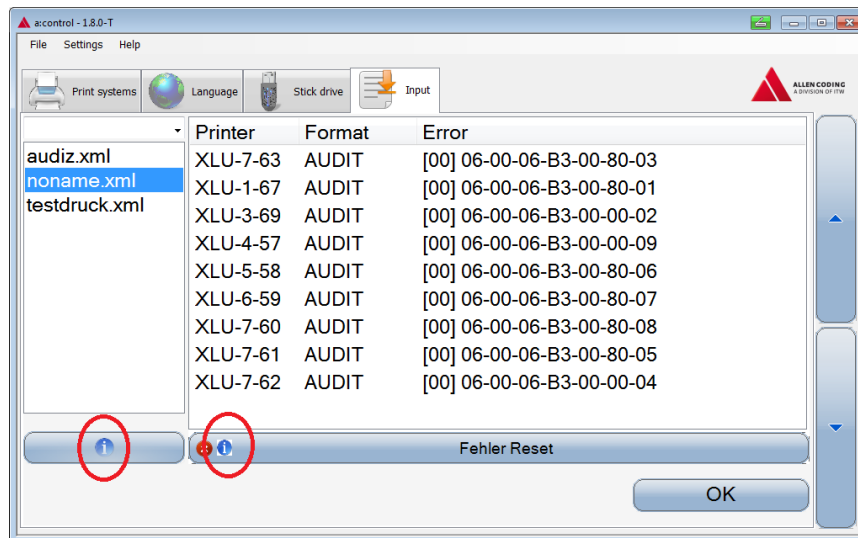 a:control - 1.8.0-T
File Settings Help
Print systems Language Stick drive Input
ALLEN CODING
A DIVISION OF ITW
Printer Format Error
audiz.xml
noname.xml
testdruck.xml
XLU-7-63 AUDIT [00] 06-00-06-B3-00-80-03
XLU-1-67 AUDIT [00] 06-00-06-B3-00-80-01
XLU-3-69 AUDIT [00] 06-00-06-B3-00-00-02
XLU-4-57 AUDIT [00] 06-00-06-B3-00-00-09
XLU-5-58 AUDIT [00] 06-00-06-B3-00-80-06
XLU-6-59 AUDIT [00] 06-00-06-B3-00-80-07
XLU-7-60 AUDIT [00] 06-00-06-B3-00-80-08
XLU-7-61 AUDIT [00] 06-00-06-B3-00-80-05
XLU-7-62 AUDIT [00] 06-00-06-B3-00-00-04
Fehler Reset
OK